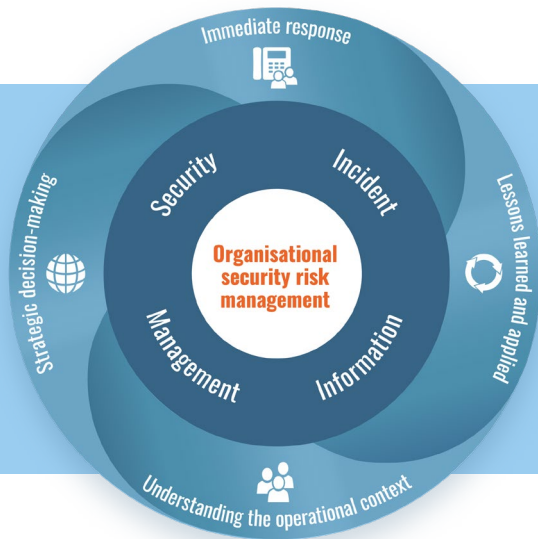 Immediate response
Security
Incident
Strategic decision-making
Organisational
security risk
management
Lessons learned and applied
Management
Information
Understanding the operational context